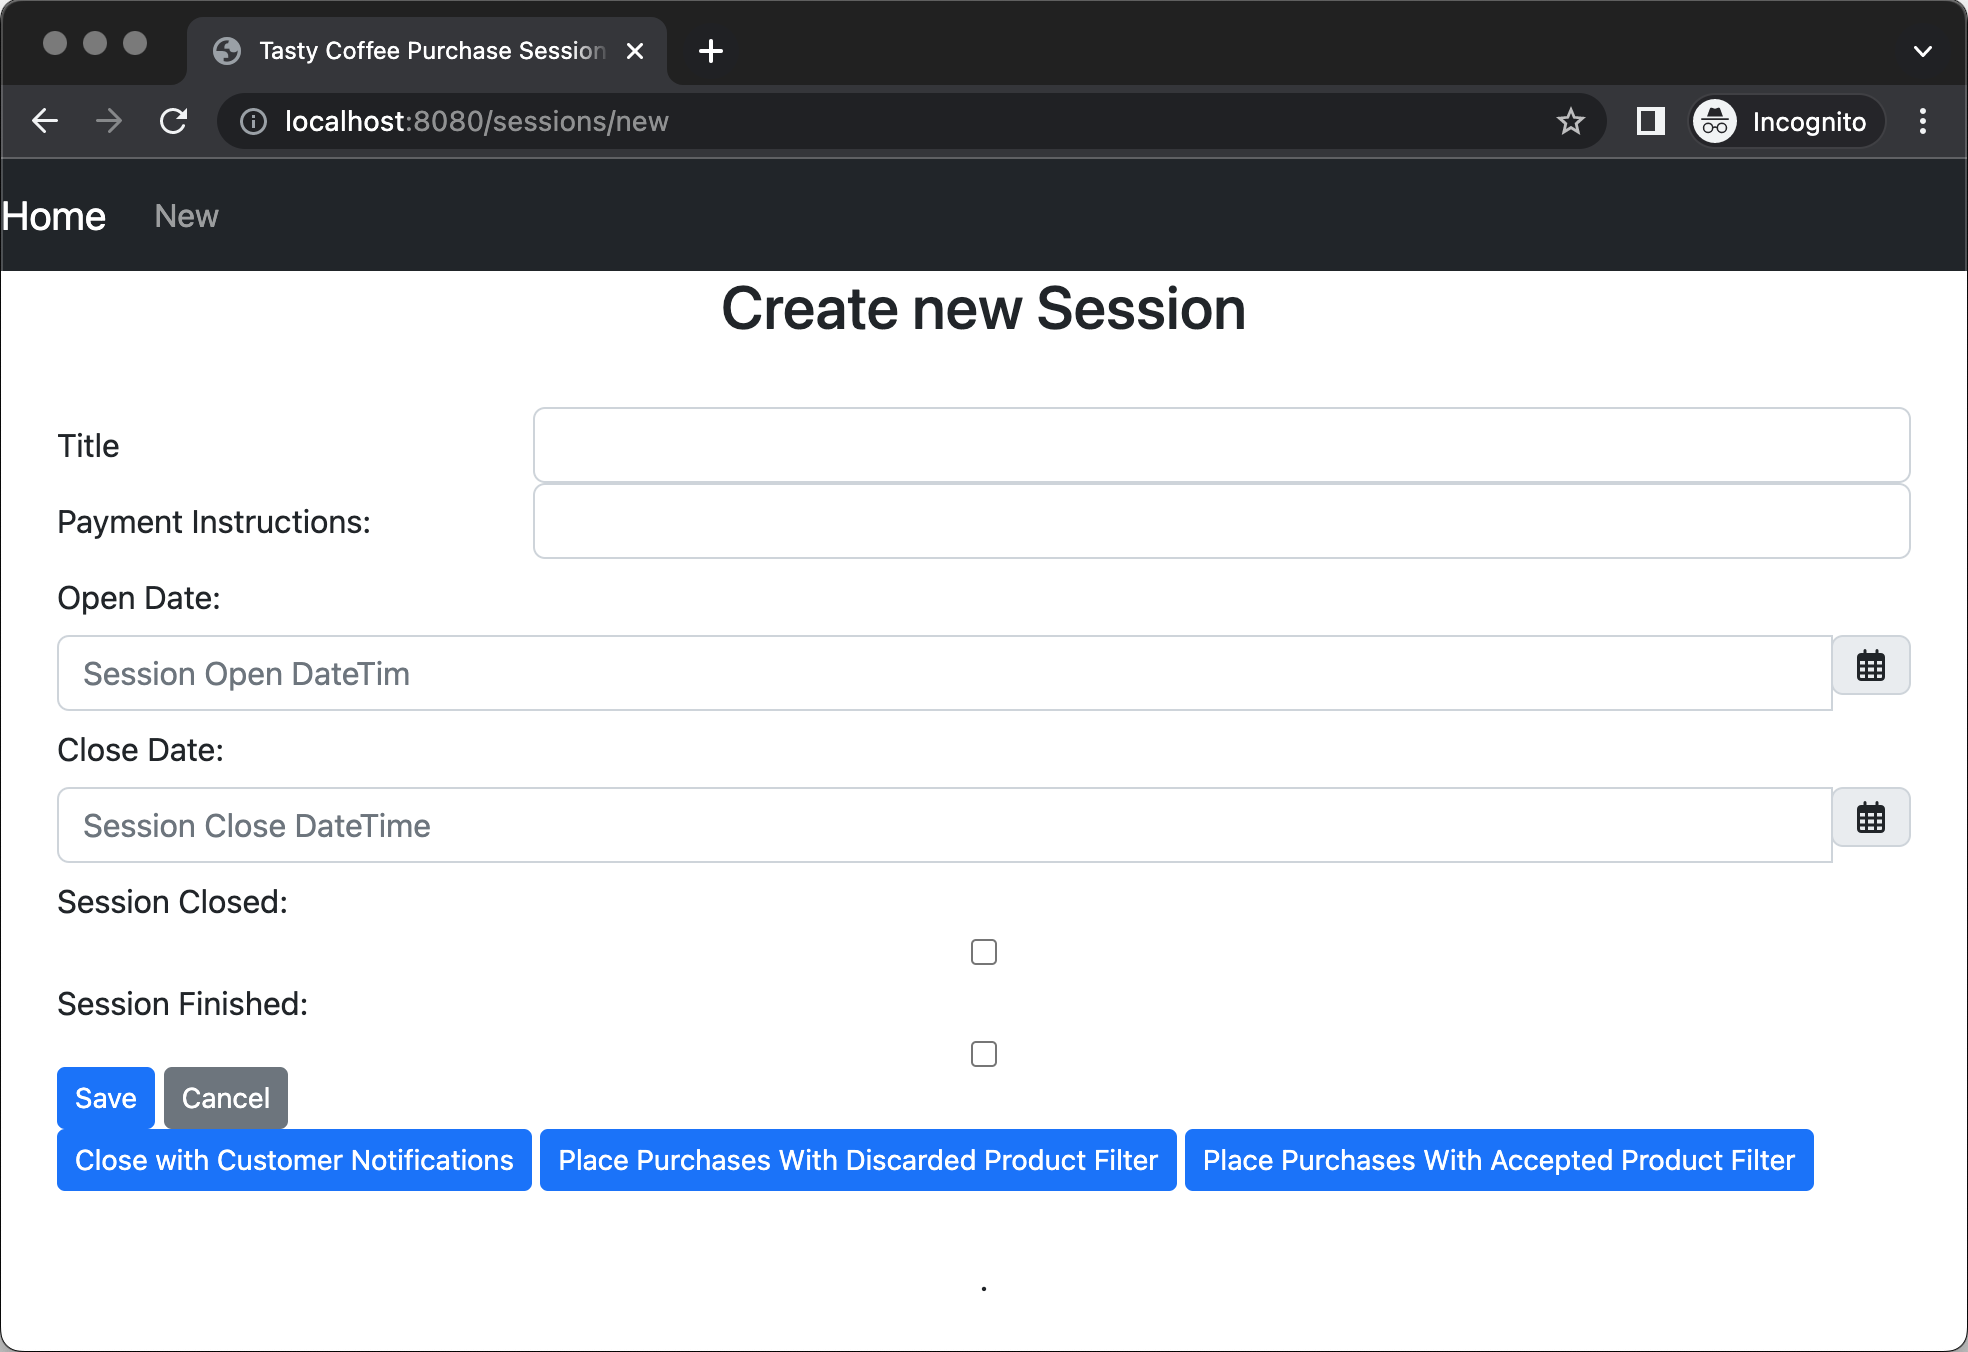 Tasty Coffee Purchase Session
localhost:8080/sessions/new
Incognito
Home New
Create new Session
Title
Payment Instructions:
Open Date:
Session Open DateTim
Close Date:
Session Close DateTime
Session Closed:
Session Finished:
Save Cancel
Close with Customer Notifications Place Purchases With Discarded Product Filter Place Purchases With Accepted Product Filter
.